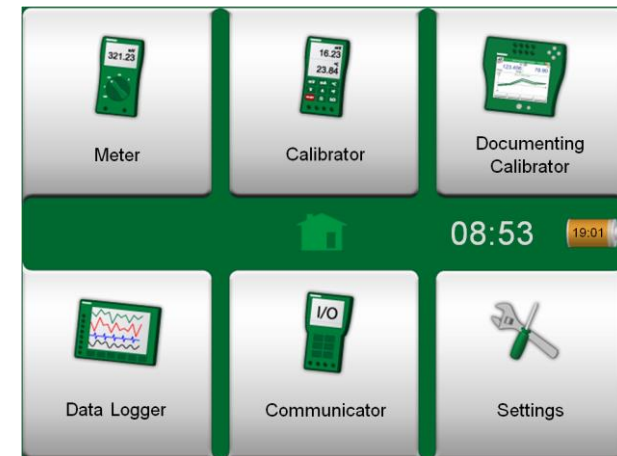 321.23
Meter
16.23
23.84
Calibrator
Documenting
Calibrator
08:53
19:01
Data Logger
I/O
Communicator
Settings